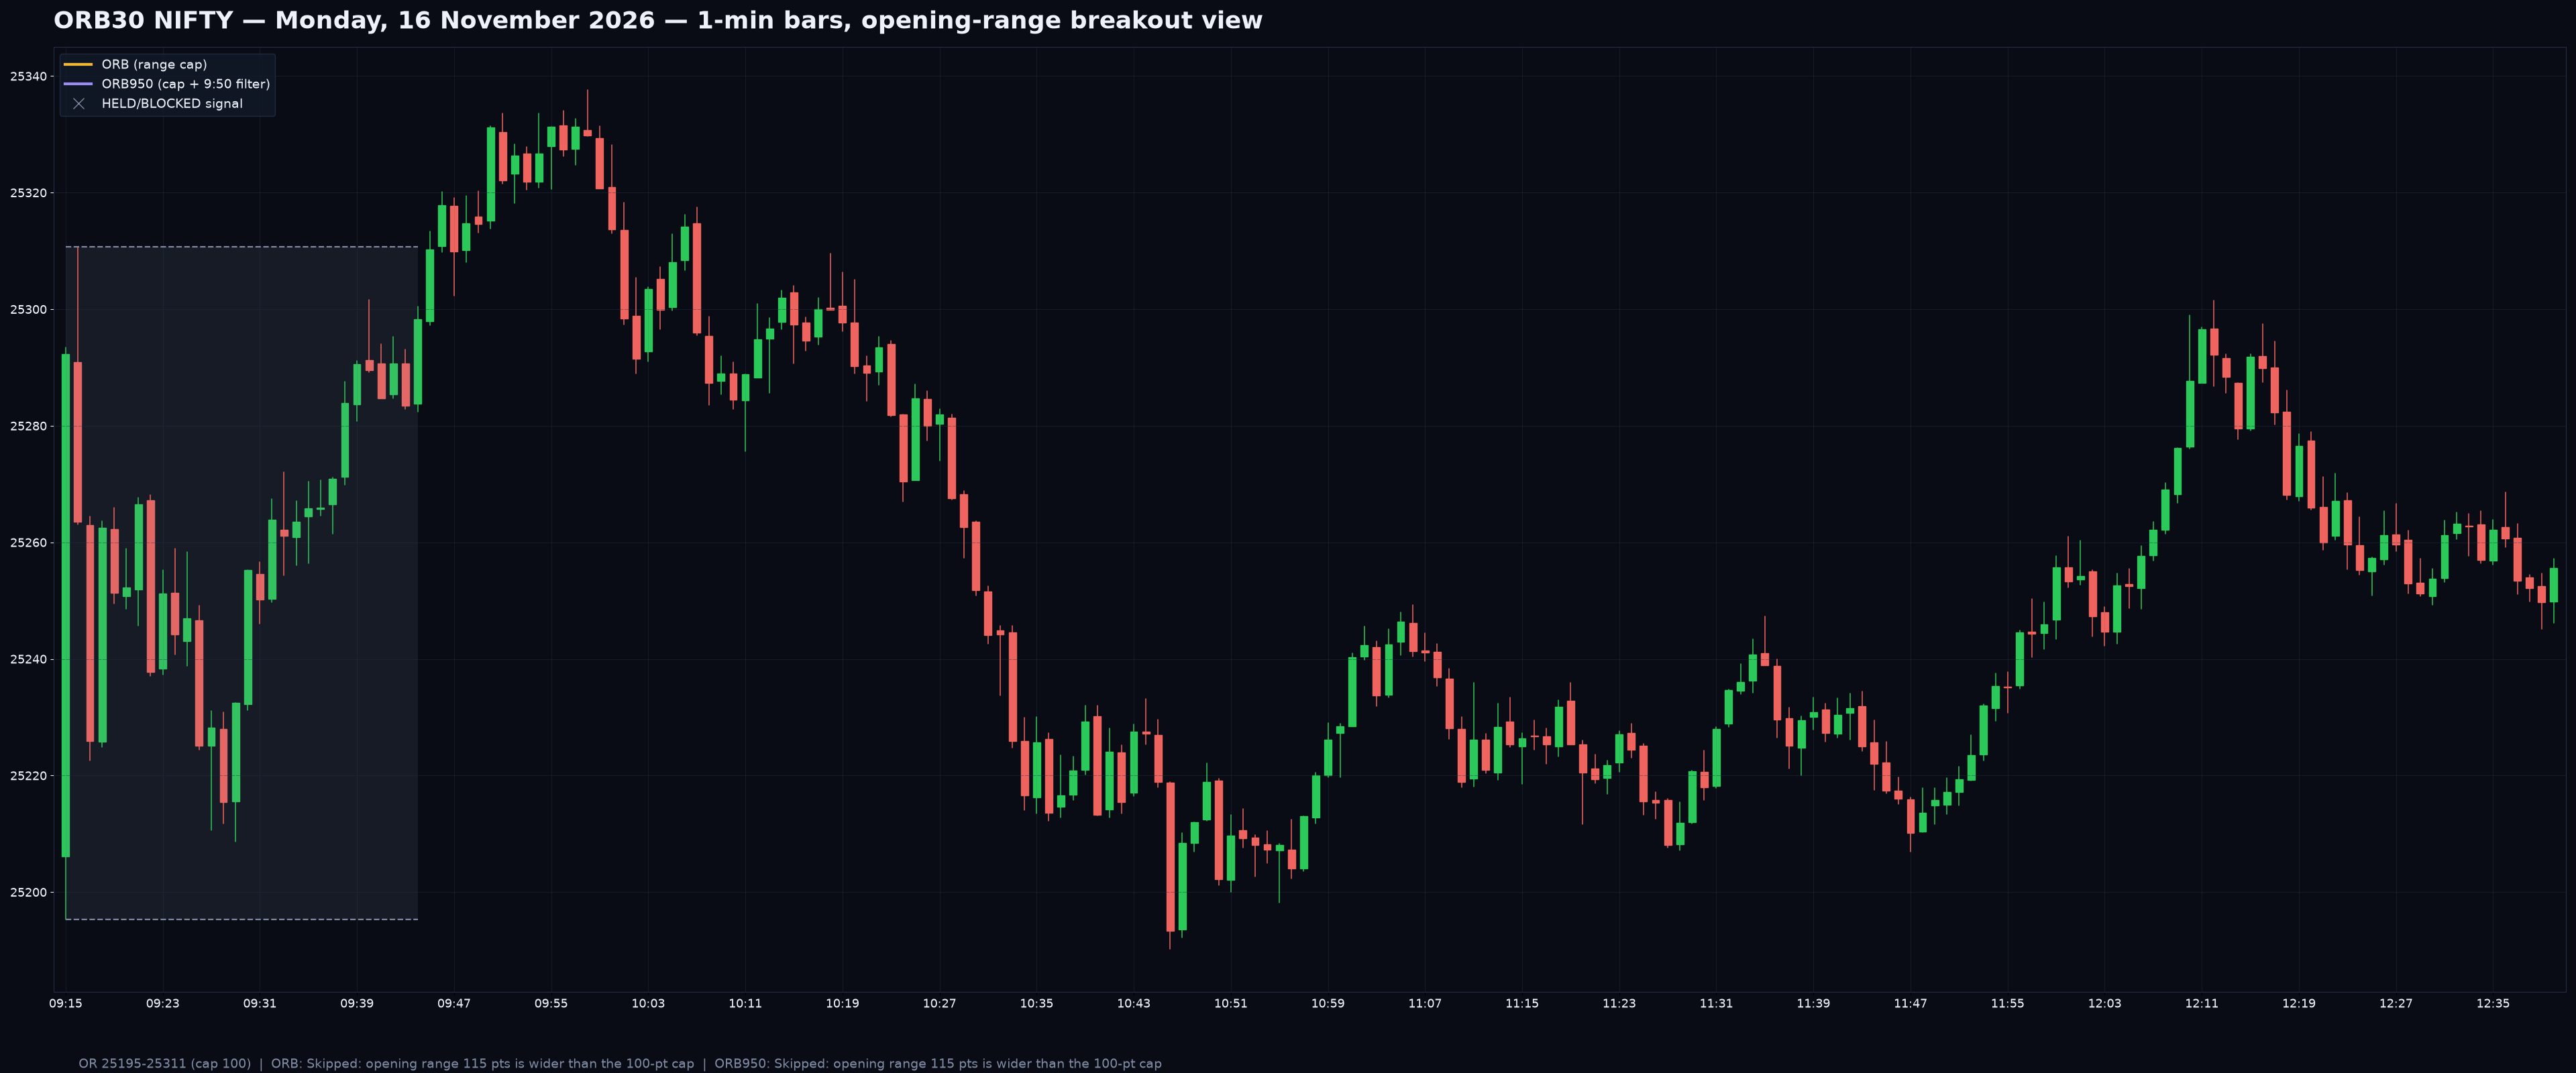 ORB30 NIFTY — Monday, 16 November 2026 — 1-min bars, opening-range breakout view
ORB (range cap)
ORB950 (cap + 9:50 filter)
HELD/BLOCKED signal
25340
25320
25300
25280
25260
25240
25220
25200
09:15 09:23 09:31 09:39 09:47 09:55 10:03 10:11 10:19 10:27 10:35 10:43 10:51 10:59 11:07 11:15 11:23 11:31 11:39 11:47 11:55 12:03 12:11 12:19 12:27 12:35
OR 25195-25311 (cap 100) | ORB: Skipped: opening range 115 pts is wider than the 100-pt cap | ORB950: Skipped: opening range 115 pts is wider than the 100-pt cap